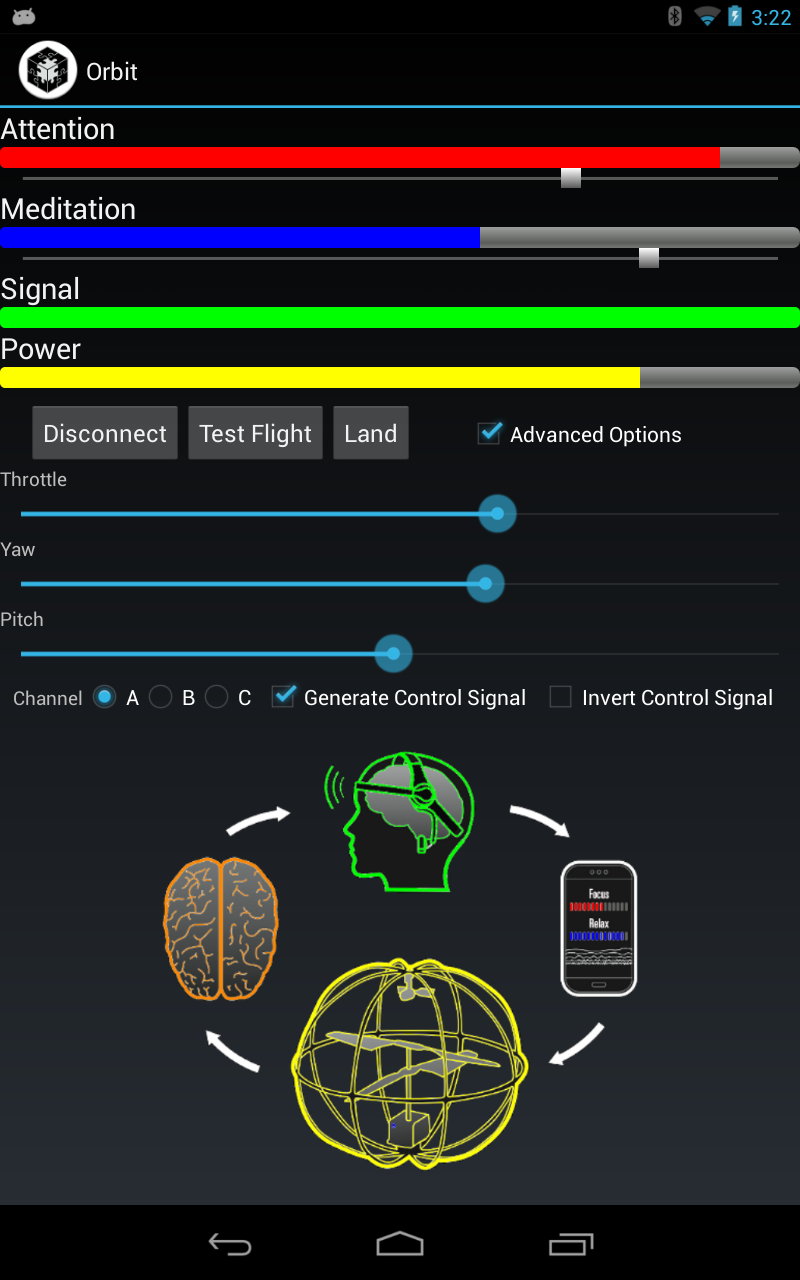 3:22
Orbit
Attention
Meditation
Signal
Power
Disconnect Test Flight Land Advanced Options
Throttle
Yaw
Pitch
Channel A B C Generate Control Signal Invert Control Signal
Focus
Relax